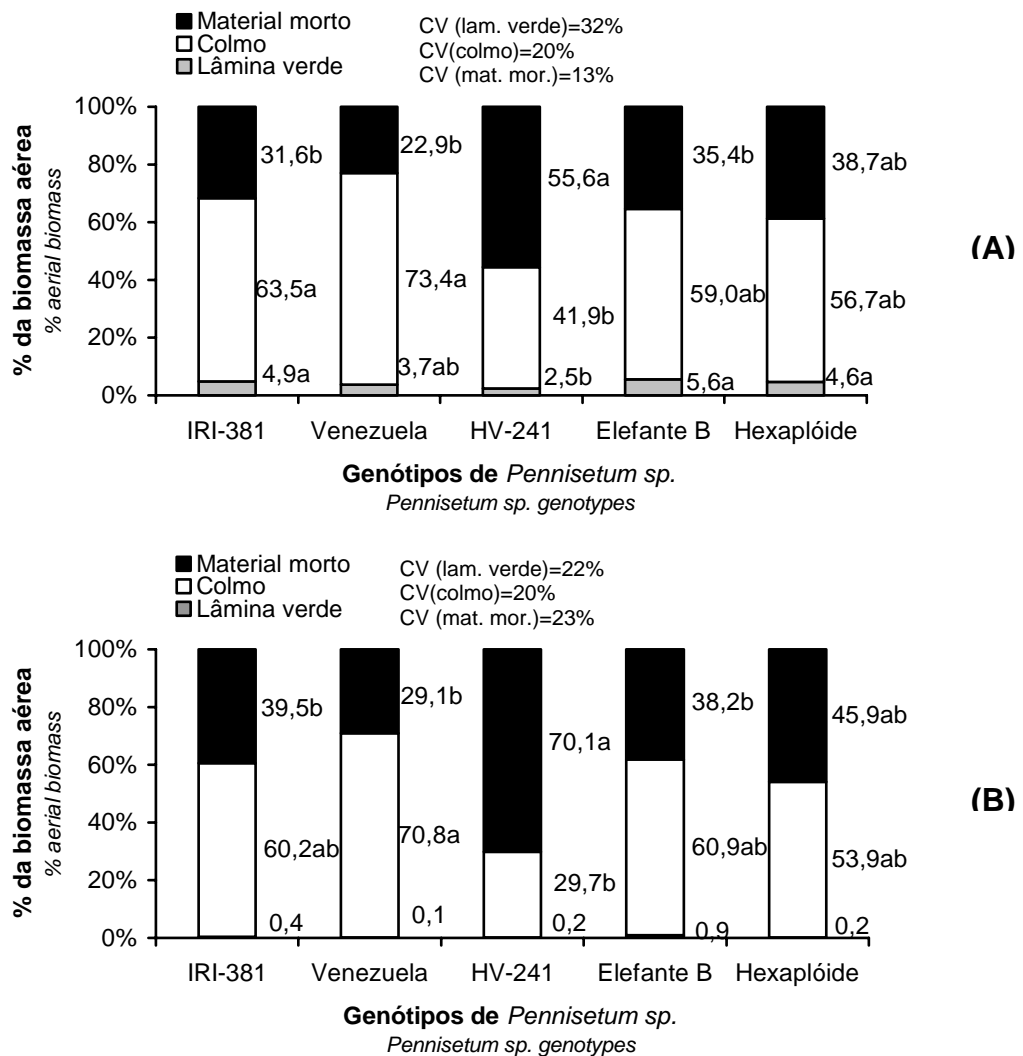 Material morto
Colmo
Lâmina verde
CV (lam. verde)=32%
CV(colmo)=20%
CV (mat. mor.)=13%
% da biomassa aérea
% aerial biomass
100%
80%
60%
40%
20%
0%
31,6b
22,9b
55,6a
35,4b
38,7ab
63,5a
73,4a
41,9b
59,0ab
56,7ab
4,9a
3,7ab
2,5b
5,6a
4,6a
(A)
IRI-381 Venezuela HV-241 Elefante B Hexaplóide
Genótipos de Pennisetum sp.
Pennisetum sp. genotypes
Material morto
Colmo
Lâmina verde
CV (lam. verde)=22%
CV(colmo)=20%
CV (mat. mor.)=23%
% da biomassa aérea
% aerial biomass
100%
80%
60%
40%
20%
0%
39,5b
29,1b
70,1a
38,2b
45,9ab
60,2ab
70,8a
29,7b
60,9ab
53,9ab
0,4
0,1
0,2
0,9
0,2
(B)
IRI-381 Venezuela HV-241 Elefante B Hexaplóide
Genótipos de Pennisetum sp.
Pennisetum sp. genotypes